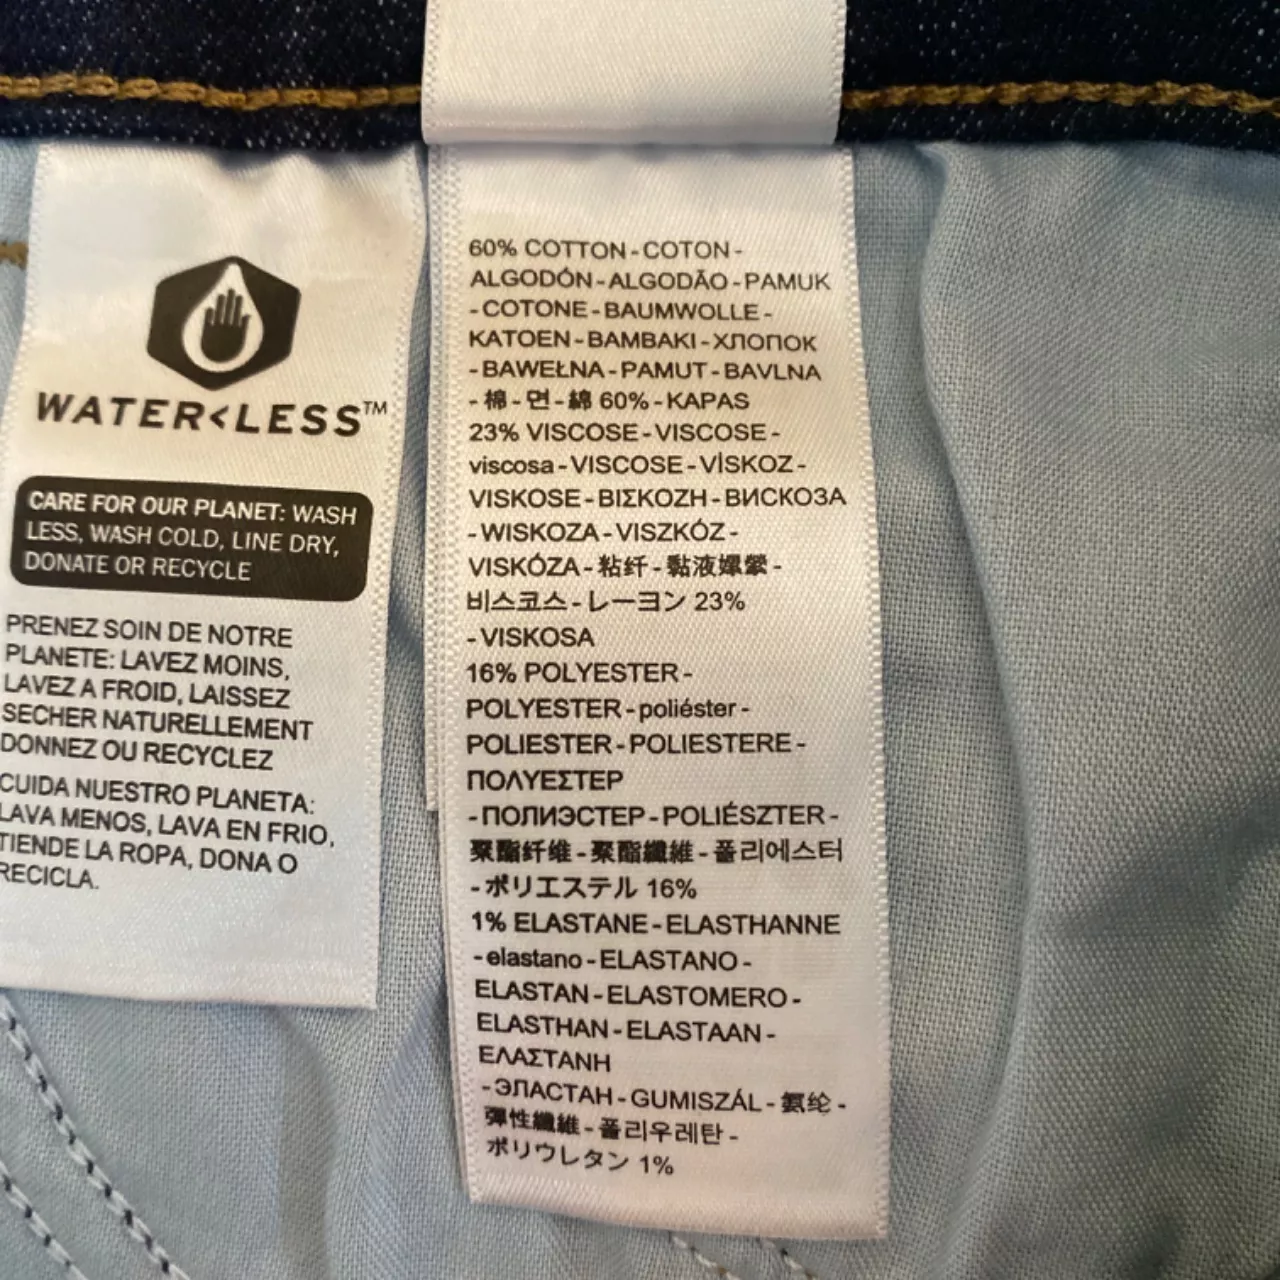 WATER<LESS™
CARE FOR OUR PLANET: WASH
LESS, WASH COLD, LINE DRY,
DONATE OR RECYCLE
PRENEZ SOIN DE NOTRE
PLANETE: LAVEZ MOINS,
LAVEZ A FROID, LAISSEZ
SECHER NATURELLEMENT
DONNEZ OU RECYCLEZ
CUIDA NUESTRO PLANETA:
LAVA MENOS, LAVA EN FRIO,
TIENDE LA ROPA, DONA O
RECICLA.
60% COTTON - COTON -
ALGODÓN - ALGODÃO - PAMUK
- COTONE - BAUMWOLLE -
KATOEN - BAMBAKI - ХЛОПОК
- BAWEŁNA - PAMUT - BAVLNA
- 棉 - 면 - 綿 60% - KAPAS
23% VISCOSE - VISCOSE -
viscosa - VISCOSE - VİSKOZ -
VISKOSE - ΒΙΣΚΟΖΗ - ВИСКОЗА
- WISKOZA - VISZKÓZ -
VISKÓZA - 粘纤 - 黏液嫘縈 -
비스코스 - レーヨン 23%
- VISKOSA
16% POLYESTER -
POLYESTER - poliéster -
POLIESTER - POLIESTERE -
ΠΟΛΥΕΣΤΕΡ
- ПОЛИЭСТЕР - POLIÉSZTER -
聚酯纤维 - 聚酯纖維 - 폴리에스터
- ポリエステル 16%
1% ELASTANE - ELASTHANNE
- elastano - ELASTANO -
ELASTAN - ELASTOMERO -
ELASTHAN - ELASTAAN -
ΕΛΑΣΤΑΝΗ
- ЭЛАСТАН - GUMISZÁL - 氨纶 -
彈性纖維 - 폴리우레탄 -
ポリウレタン 1%